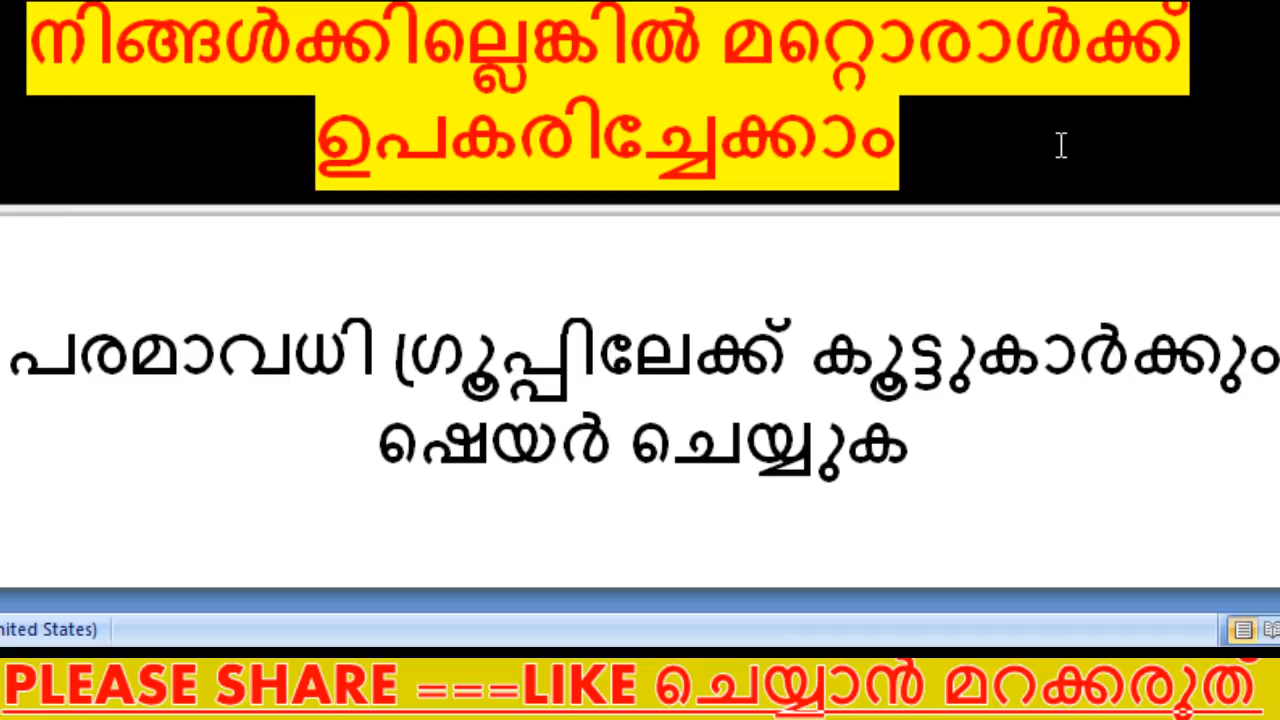 നിങ്ങൾക്കില്ലെങ്കിൽ മറ്റൊരാൾക്ക്
ഉപകരിച്ചേക്കാം
പരമാവധി ഗ്രൂപ്പിലേക്ക് കൂട്ടുകാർക്കും
ഷെയർ ചെയ്യുക
nited States)
PLEASE SHARE ===LIKE ചെയ്യാൻ മറക്കരുത്